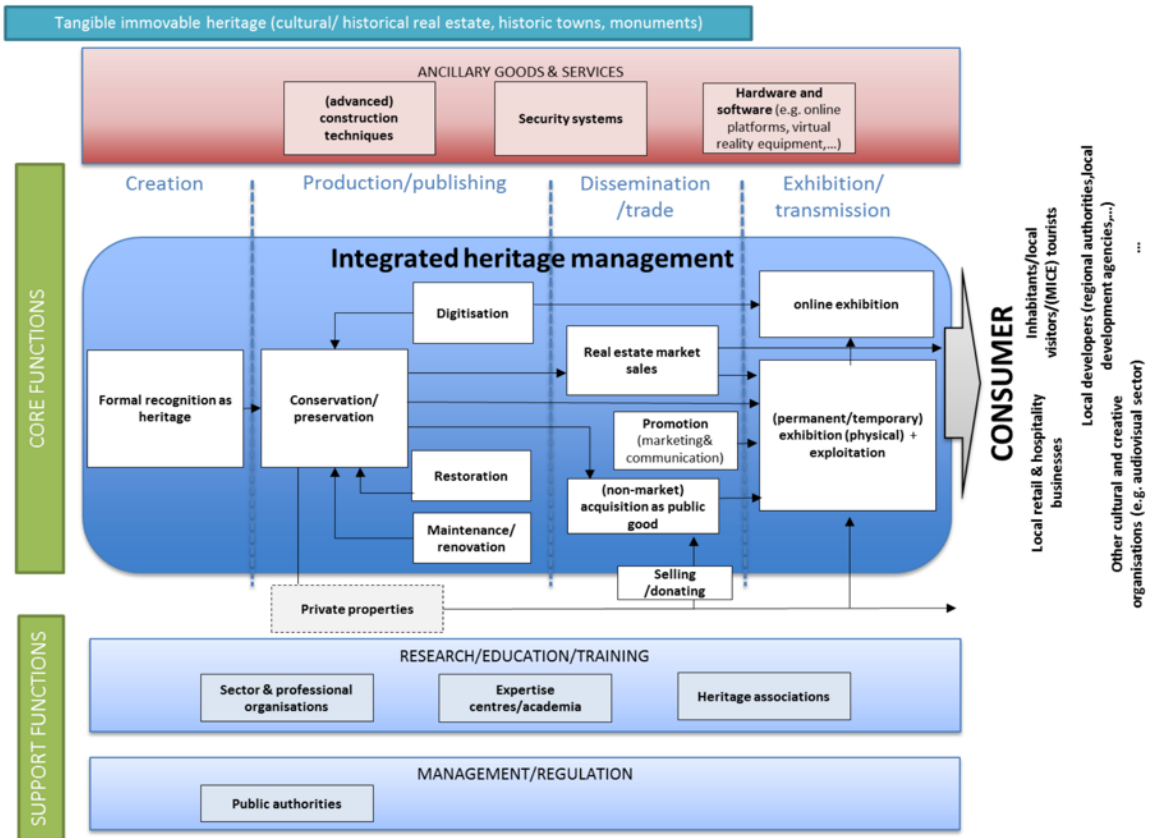 Tangible immovable heritage (cultural/ historical real estate, historic towns, monuments)
ANCILLARY GOODS & SERVICES
(advanced)
construction
techniques
Security systems
Hardware and
software (e.g. online
platforms, virtual
reality equipment,...)
CORE FUNCTIONS
Creation
Production/publishing
Dissemination
/trade
Exhibition/
transmission
Integrated heritage management
Digitisation
online exhibition
Real estate market
sales
Formal recognition as
heritage
Conservation/
preservation
Promotion
(marketing&
communication)
(permanent/temporary)
exhibition (physical) +
exploitation
Restoration
(non-market)
acquisition as public
good
Maintenance/
renovation
Selling
/donating
Private properties
CONSUMER
Inhabitants/local
visitors/(MICE) tourists
Local retail & hospitality
businesses
Local developers (regional authorities,local
development agencies,...)
...
Other cultural and creative
organisations (e.g. audiovisual sector)
SUPPORT FUNCTIONS
RESEARCH/EDUCATION/TRAINING
Sector & professional
organisations
Expertise
centres/academia
Heritage associations
MANAGEMENT/REGULATION
Public authorities